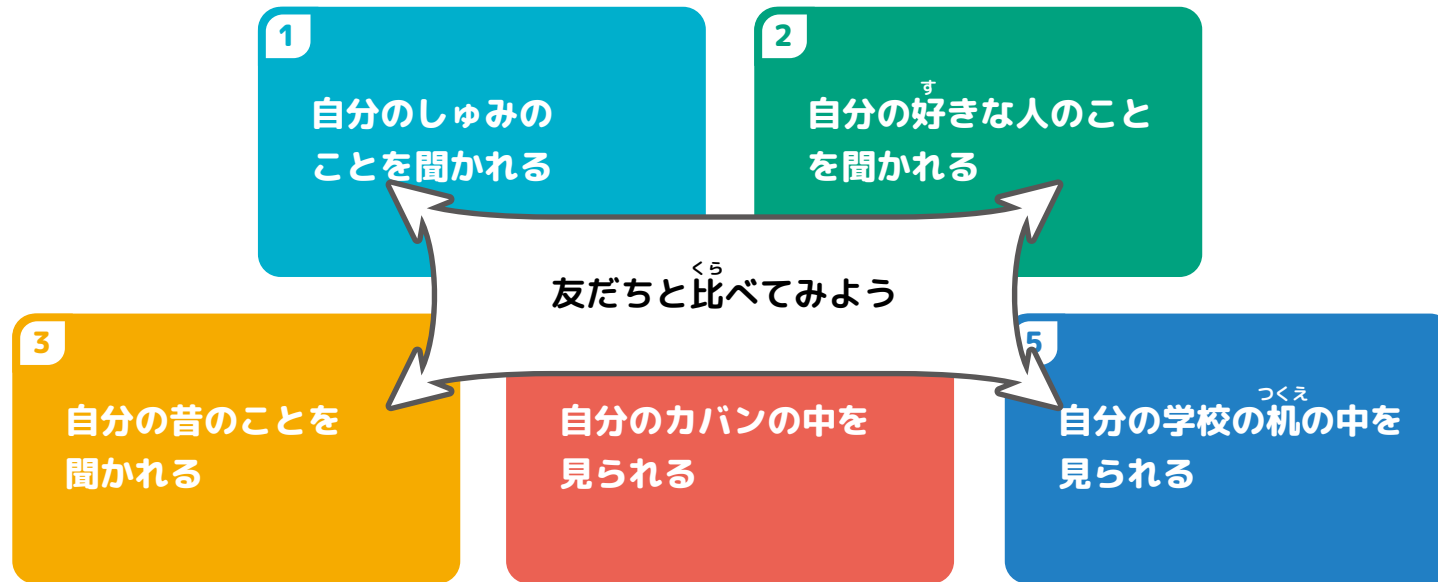 1
自分のしゅみの
ことを聞かれる
2
す
自分の好きな人のこと
を聞かれる
くら
友だちと比べてみよう
3
自分の昔のことを
聞かれる
自分のカバンの中を
見られる
5
つくえ
自分の学校の机の中を
見られる